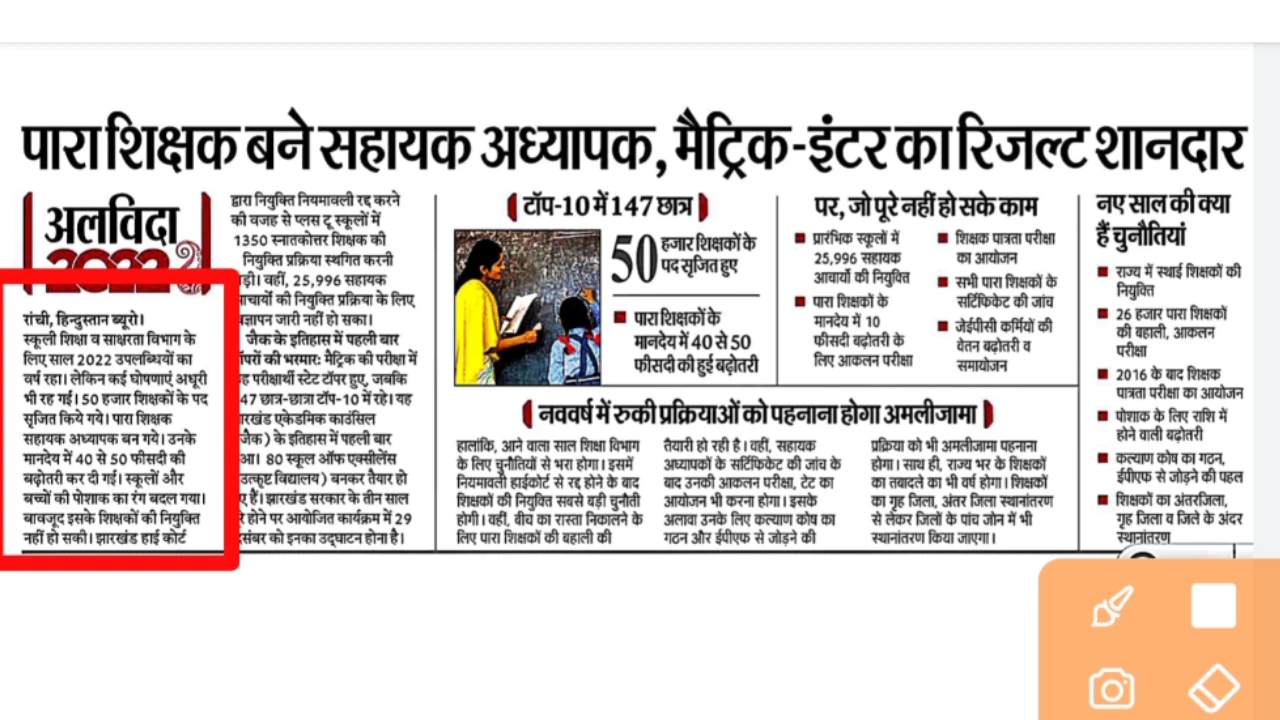 पारा शिक्षक बने सहायक अध्यापक, मैट्रिक-इंटर का रिजल्ट शानदार
अलविदा
2022
रांची, हिन्दुस्तान ब्यूरो।
स्कूली शिक्षा व साक्षरता विभाग के
लिए साल 2022 उपलब्धियों का
वर्ष रहा। लेकिन कई घोषणाएं अधूरी
भी रह गईं। 50 हजार शिक्षकों के पद
सृजित किये गये। पारा शिक्षक
सहायक अध्यापक बन गये। उनके
मानदेय में 40 से 50 फीसदी की
बढ़ोतरी कर दी गई। स्कूलों और
बच्चों की पोशाक का रंग बदल गया।
बावजूद इसके शिक्षकों की नियुक्ति
नहीं हो सकी। झारखंड हाई कोर्ट
द्वारा नियुक्ति नियमावली रद्द करने
की वजह से प्लस टू स्कूलों में
1350 स्नातकोत्तर शिक्षक की
नियुक्ति प्रक्रिया स्थगित करनी
वहीं, 25,996 सहायक
की नियुक्ति प्रक्रिया के लिए
जारी नहीं हो सका।
जैक के इतिहास में पहली बार
की भरमार: मैट्रिक की परीक्षा में
परीक्षार्थी स्टेट टॉपर हुए, जबकि
छात्र-छात्रा टॉप-10 में रहे। यह
एकेडमिक काउंसिल
के इतिहास में पहली बार
80 स्कूल ऑफ एक्सीलेंस
विद्यालय) बनकर तैयार हो
हैं। झारखंड सरकार के तीन साल
होने पर आयोजित कार्यक्रम में 29
को इनका उद्घाटन होना है।
टॉप-10 में 147 छात्र
50 हजार शिक्षकों के
पद सृजित हुए
पारा शिक्षकों के
मानदेय में 40 से 50
फीसदी की हुई बढ़ोतरी
पर, जो पूरे नहीं हो सके काम
प्रारंभिक स्कूलों में
25,996 सहायक
आचार्यों की नियुक्ति
पारा शिक्षकों के
मानदेय में 10
फीसदी बढ़ोतरी के
लिए आकलन परीक्षा
शिक्षक पात्रता परीक्षा
का आयोजन
सभी पारा शिक्षकों के
सर्टिफिकेट की जांच
जेईपीसी कर्मियों की
वेतन बढ़ोतरी व
समायोजन
नववर्ष में रुकी प्रक्रियाओं को पहनाना होगा अमलीजामा
हालांकि, आने वाला साल शिक्षा विभाग
के लिए चुनौतियों से भरा होगा। इसमें
नियमावली हाईकोर्ट से रद्द होने के बाद
शिक्षकों की नियुक्ति सबसे बड़ी चुनौती
होगी। वहीं, बीच का रास्ता निकालने के
लिए पारा शिक्षकों की बहाली की
तैयारी हो रही है। वहीं, सहायक
अध्यापकों के सर्टिफिकेट की जांच के
बाद उनकी आकलन परीक्षा, टेट का
आयोजन भी करना होगा। इसके
अलावा उनके लिए कल्याण कोष का
गठन और ईपीएफ से जोड़ने की
प्रक्रिया को भी अमलीजामा पहनाना
होगा। साथ ही, राज्य भर के शिक्षकों
का तबादले का भी वर्ष होगा। शिक्षकों
का गृह जिला, अंतर जिला स्थानांतरण
से लेकर जिलों के पांच जोन में भी
स्थानांतरण किया जाएगा।
नए साल की क्या
हैं चुनौतियां
राज्य में स्थाई शिक्षकों की
नियुक्ति
26 हजार पारा शिक्षकों
की बहाली, आकलन
परीक्षा
2016 के बाद शिक्षक
पात्रता परीक्षा का आयोजन
पोशाक के लिए राशि में
होने वाली बढ़ोतरी
कल्याण कोष का गठन,
ईपीएफ से जोड़ने की पहल
शिक्षकों का अंतरजिला,
गृह जिला व जिले के अंदर
स्थानांतरण